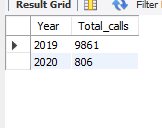 Result Grid Filter
Year Total_calls
2019 9861
2020 806